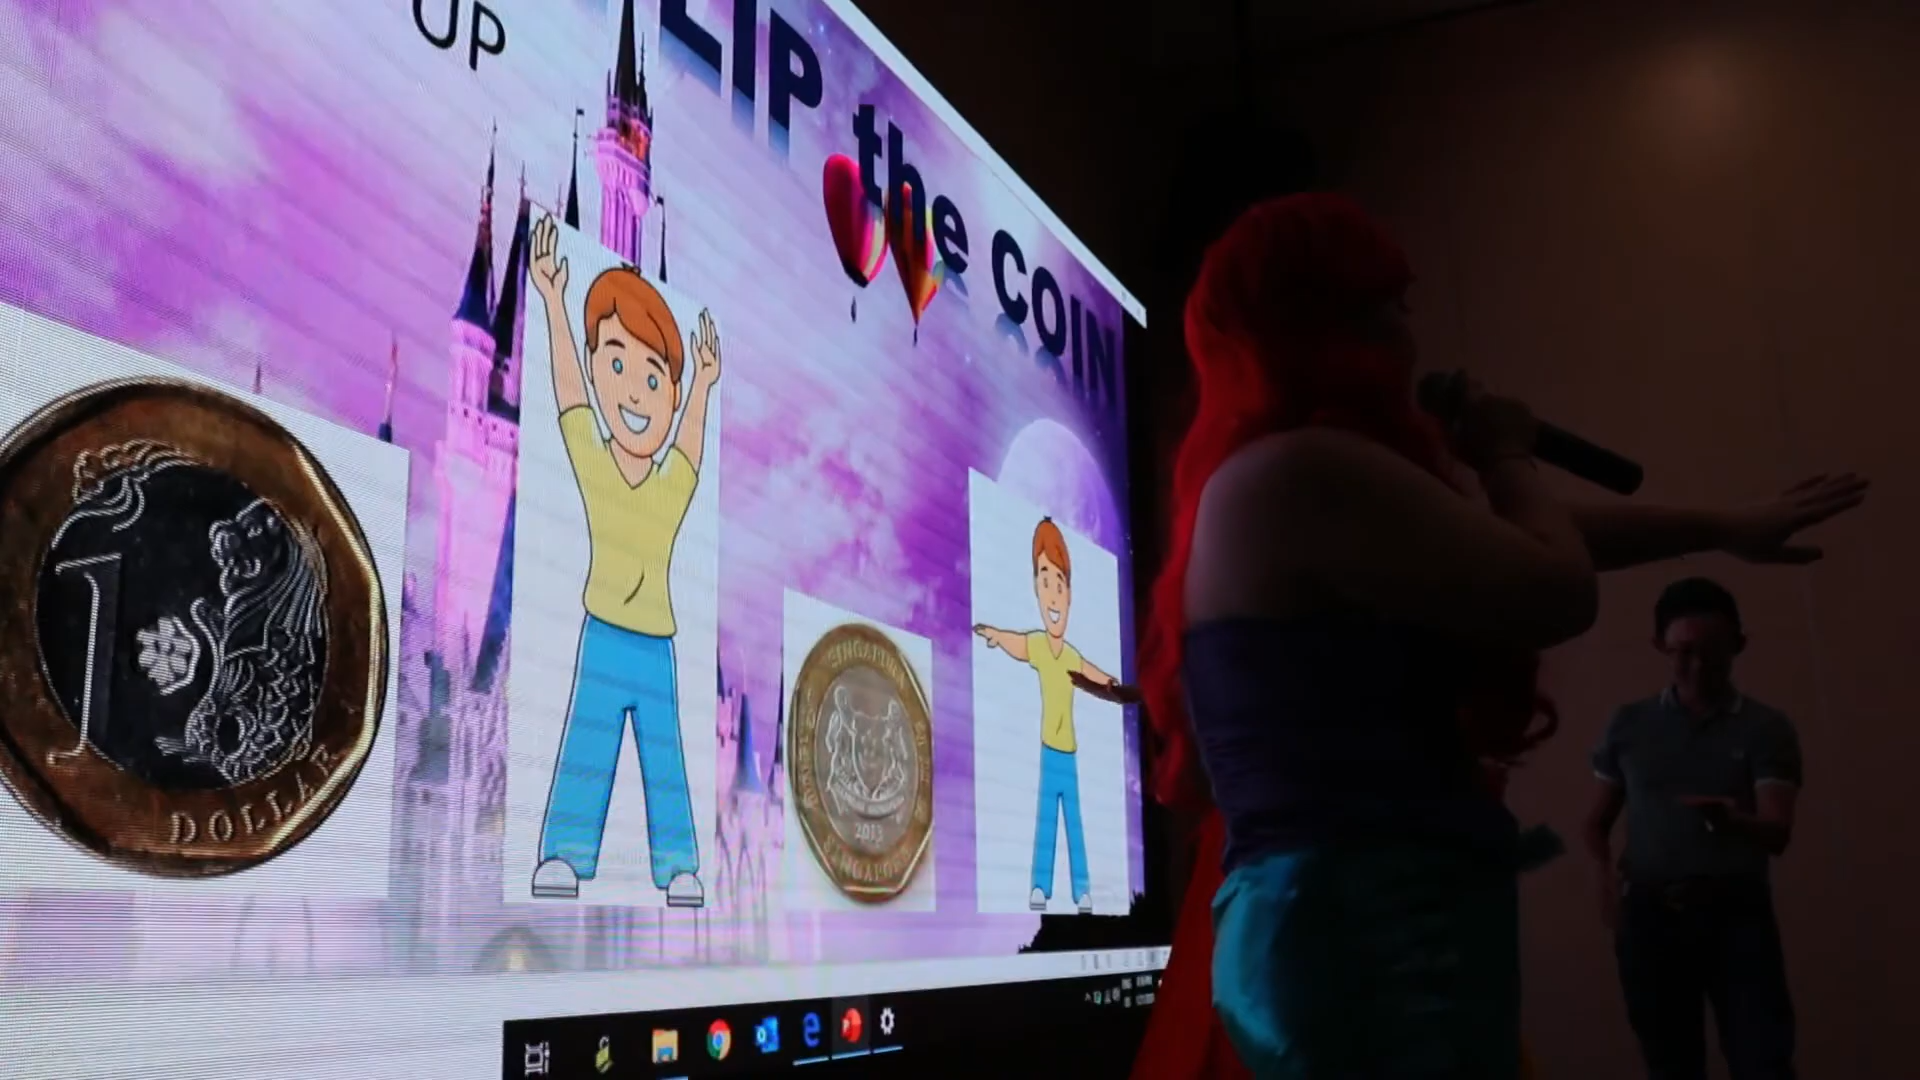 UP
LIP the COIN
1
DOLLAR
SINGAPURA
2013
SINGAPORE